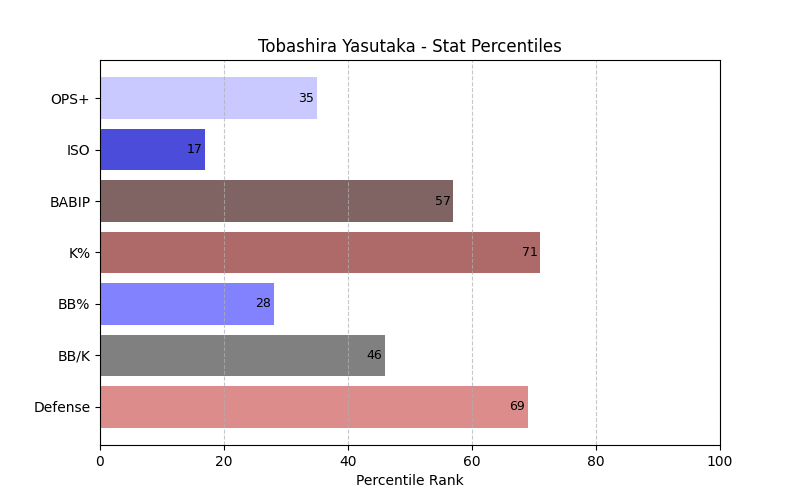 Tobashira Yasutaka - Stat Percentiles
OPS+ 35
ISO 17
BABIP 57
K% 71
BB% 28
BB/K 46
Defense 69
0 20 40 60 80 100
Percentile Rank